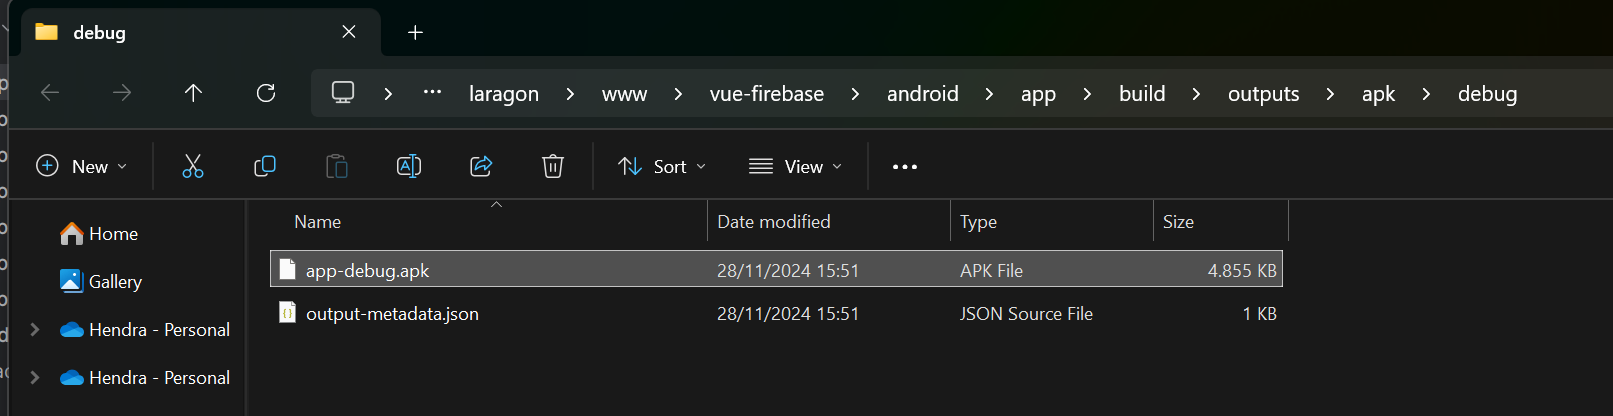 debug
laragon > www > vue-firebase > android > app > build > outputs > apk > debug
New Sort View
Name Date modified Type Size
Home
Gallery
Hendra - Personal
Hendra - Personal
app-debug.apk 28/11/2024 15:51 APK File 4.855 KB
output-metadata.json 28/11/2024 15:51 JSON Source File 1 KB